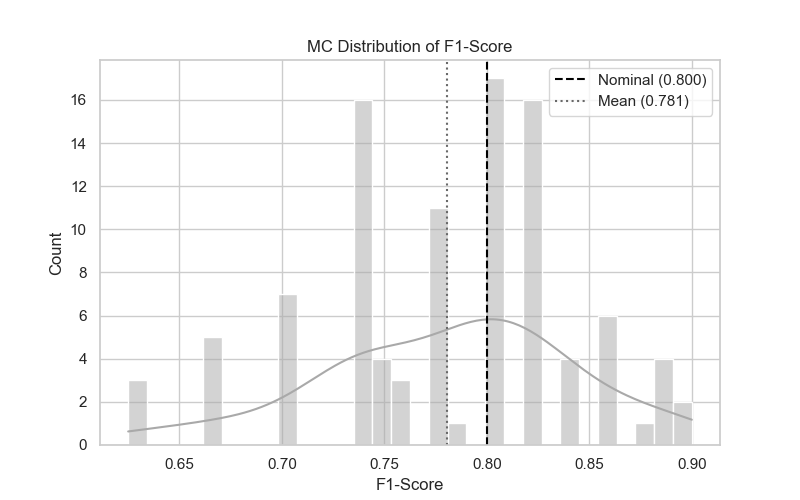 MC Distribution of F1-Score
Nominal (0.800)
Mean (0.781)
Count
16
14
12
10
8
6
4
2
0
0.65 0.70 0.75 0.80 0.85 0.90
F1-Score